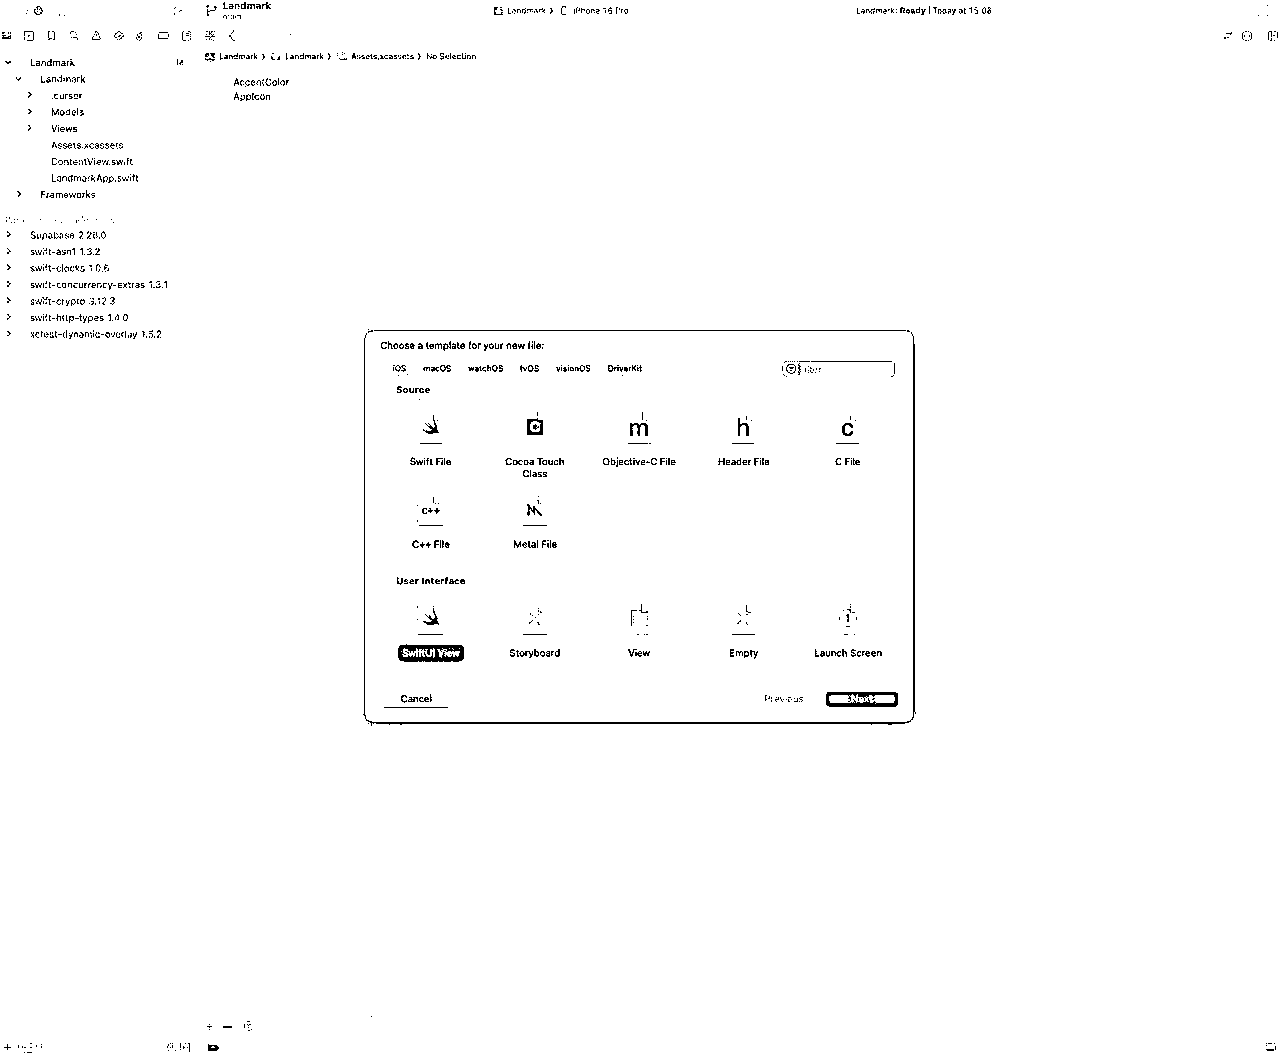 Landmark
Landmark › iPhone 16 Pro
Landmark: Ready | Today at 15:08
Landmark › Landmark › Assets.xcassets › No Selection
Landmark
Landmark
.cursor
Models
Views
Assets.xcassets
ContentView.swift
LandmarkApp.swift
Frameworks
AccentColor
AppIcon
Supabase 2.28.0
swift-asn1 1.3.2
swift-clocks 1.0.6
swift-concurrency-extras 1.3.1
swift-crypto 3.12.3
swift-http-types 1.4.0
xctest-dynamic-overlay 1.5.2
Choose a template for your new file:
iOS macOS watchOS tvOS visionOS DriverKit
Source
m h c
Swift File Cocoa Touch Class Objective-C File Header File C File
C++
C++ File Metal File
User Interface
1
SwiftUI View Storyboard View Empty Launch Screen
Cancel Previous Next